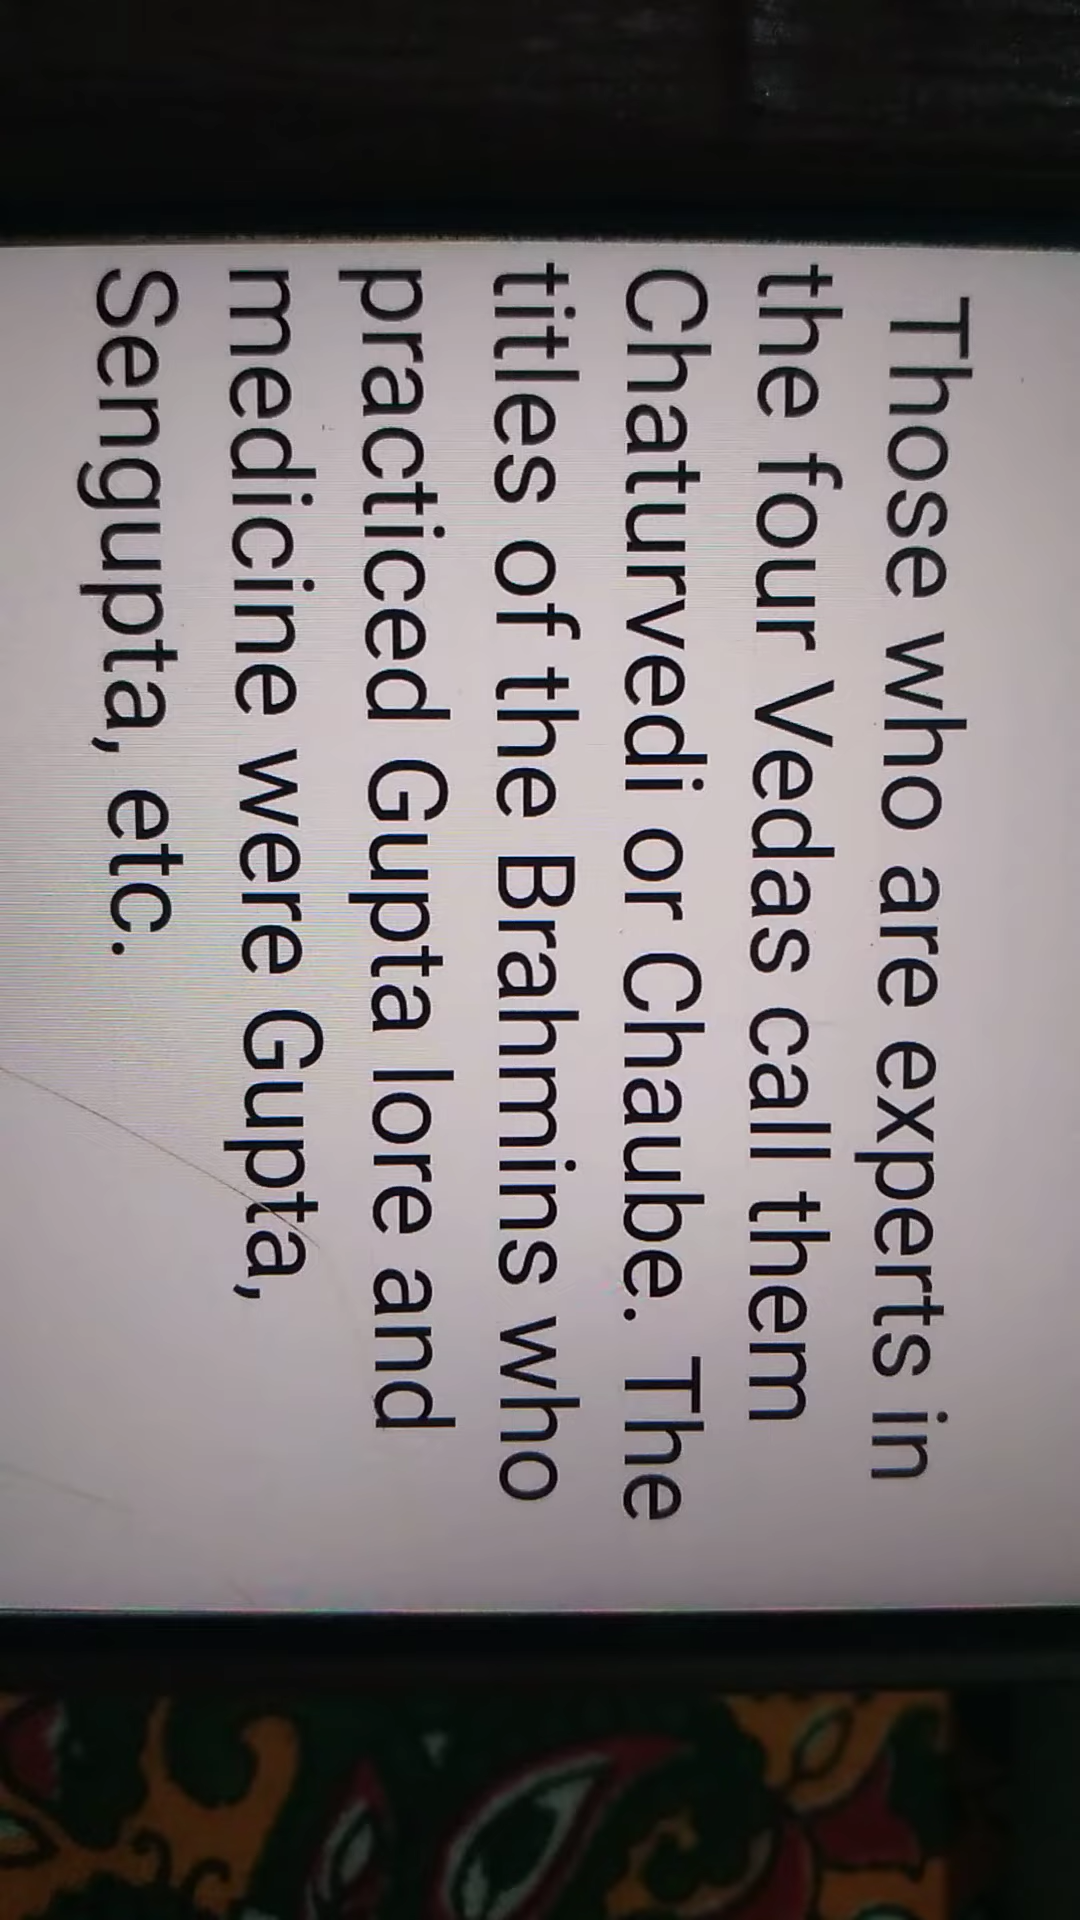 Those who are experts in
the four Vedas call them
Chaturvedi or Chaube. The
titles of the Brahmins who
practiced Gupta lore and
medicine were Gupta,
Sengupta, etc.